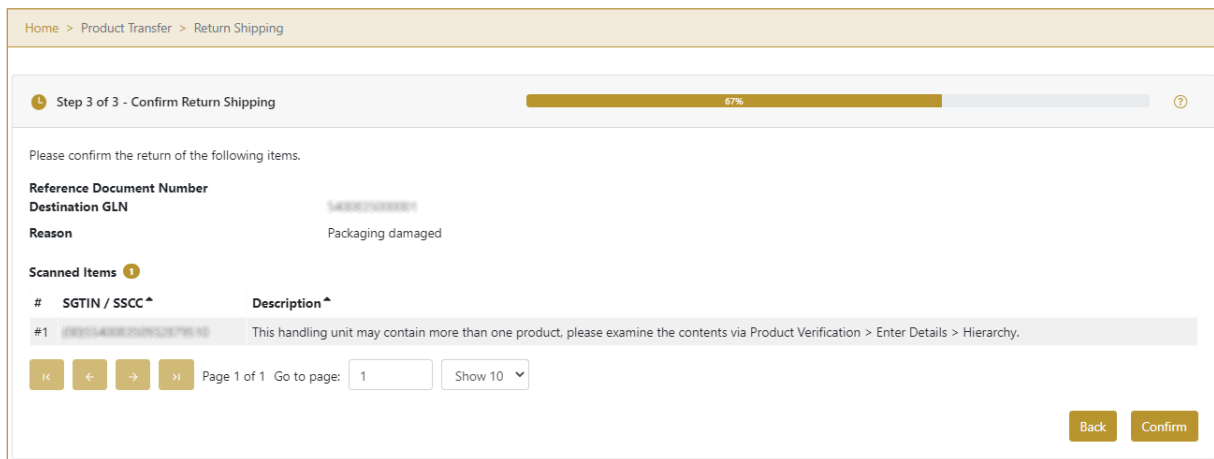 Home > Product Transfer > Return Shipping
Step 3 of 3 - Confirm Return Shipping 67% ?
Please confirm the return of the following items.
Reference Document Number
Destination GLN
Reason Packaging damaged
Scanned Items 1
# SGTIN / SSCC Description
#1 This handling unit may contain more than one product, please examine the contents via Product Verification > Enter Details > Hierarchy.
Page 1 of 1 Go to page: 1 Show 10
Back Confirm